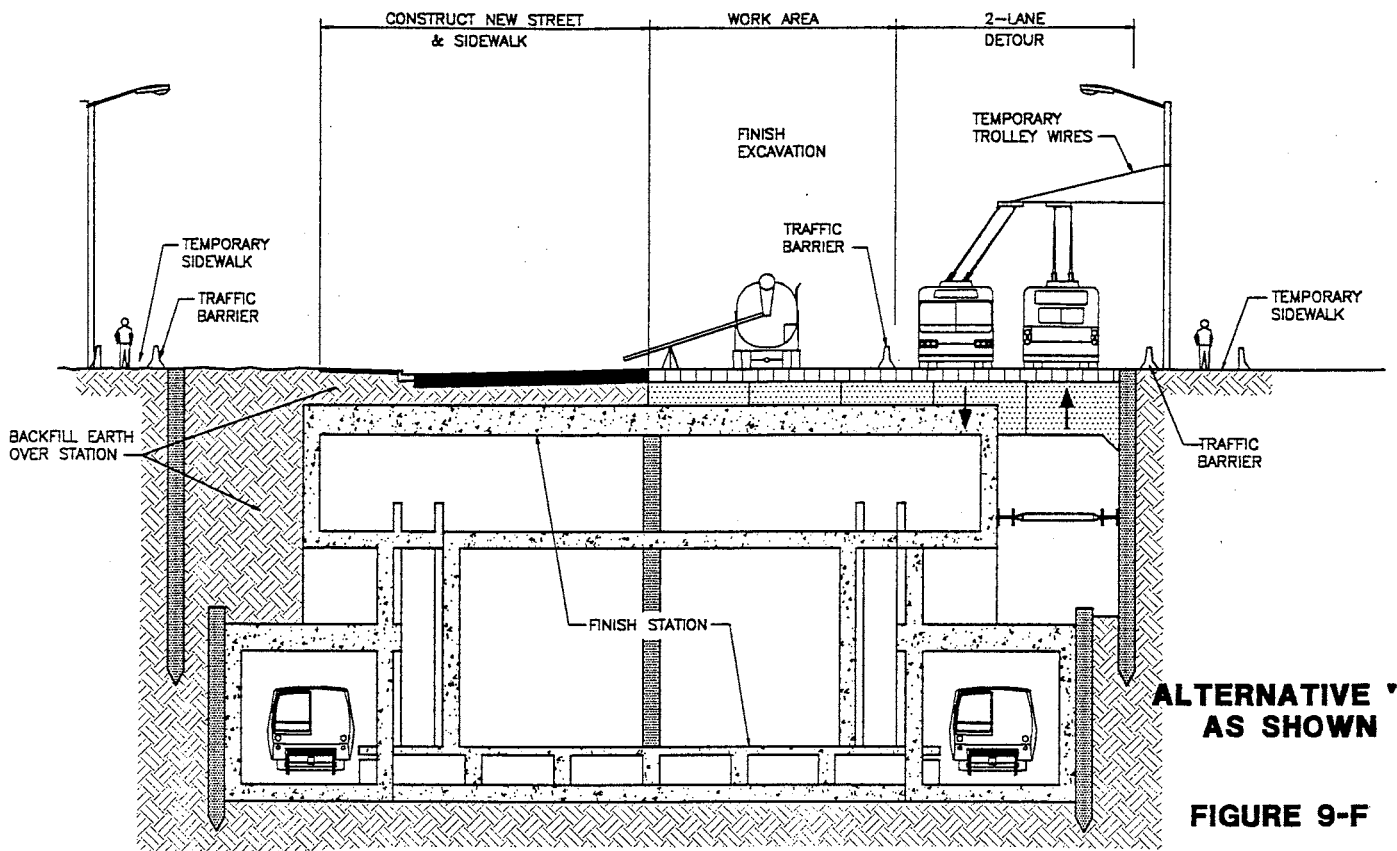 CONSTRUCT NEW STREET
& SIDEWALK
WORK AREA
2-LANE
DETOUR
FINISH
EXCAVATION
TEMPORARY
TROLLEY WIRES
TRAFFIC
BARRIER
TEMPORARY
SIDEWALK
TRAFFIC
BARRIER
TEMPORARY
SIDEWALK
BACKFILL EARTH
OVER STATION
TRAFFIC
BARRIER
FINISH STATION
ALTERNATIVE "
AS SHOWN
FIGURE 9-F